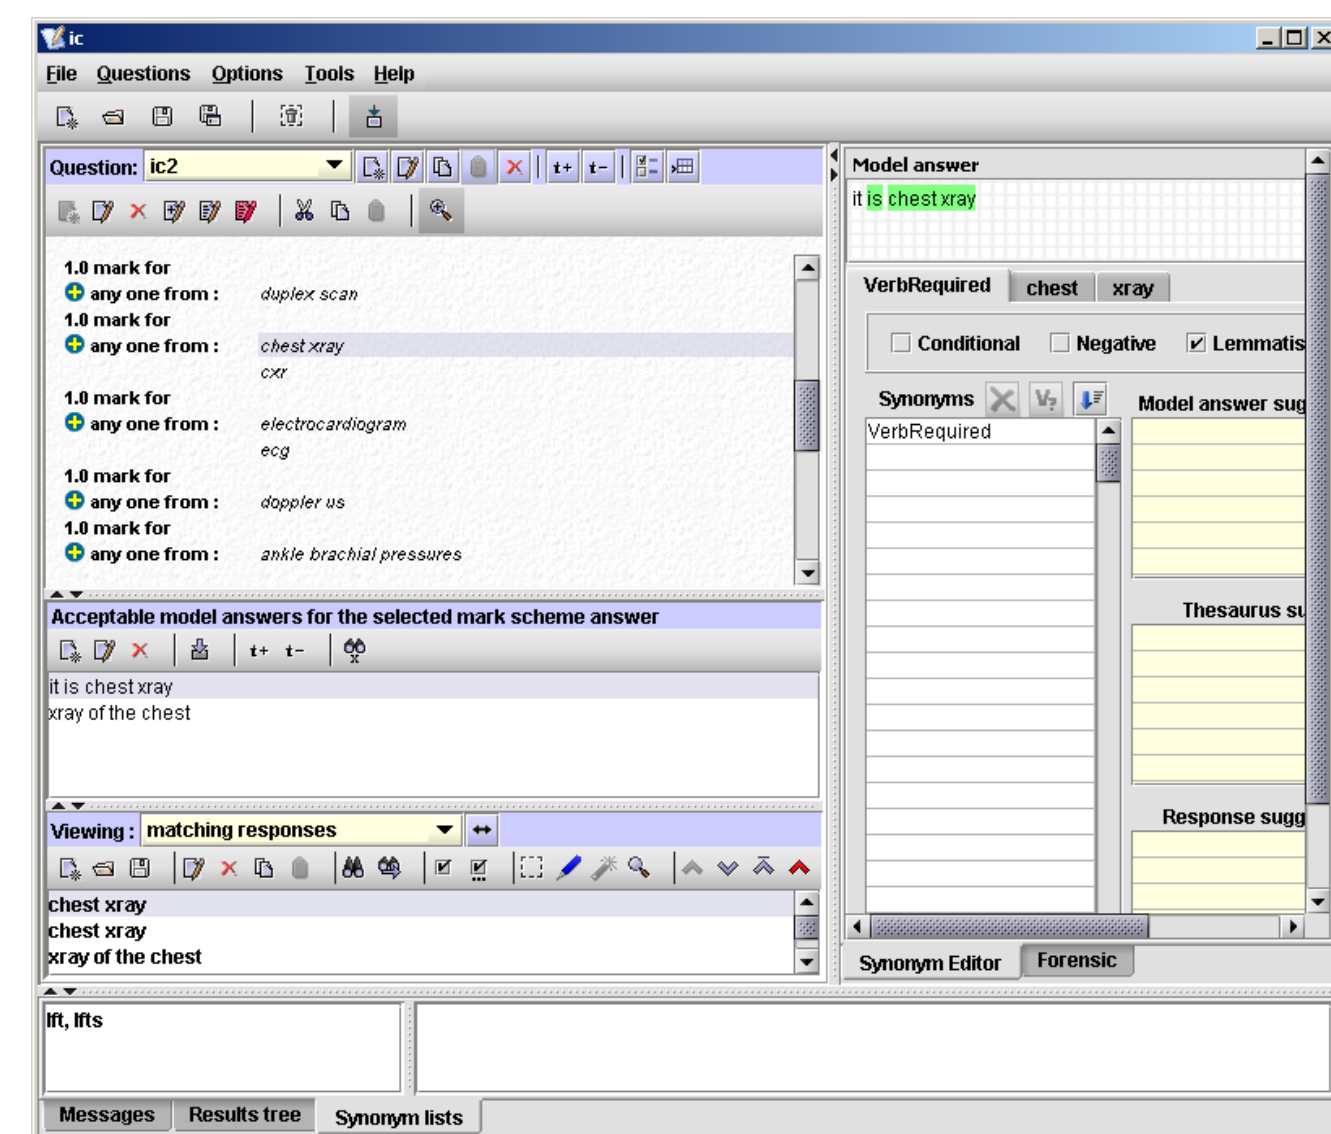 ic
File Questions Options Tools Help
Question: ic2
t+ t-
1.0 mark for
any one from : duplex scan
1.0 mark for
any one from : chest xray
cxr
1.0 mark for
any one from : electrocardiogram
ecg
1.0 mark for
any one from : doppler us
1.0 mark for
any one from : ankle brachial pressures
Acceptable model answers for the selected mark scheme answer
t+ t-
it is chest xray
xray of the chest
Viewing : matching responses
chest xray
chest xray
xray of the chest
Model answer
it is chest xray
VerbRequired chest xray
Conditional Negative Lemmatis
Synonyms V? Model answer sug
VerbRequired
Thesaurus su
Response sugg
Synonym Editor Forensic
lft, lfts
Messages Results tree Synonym lists